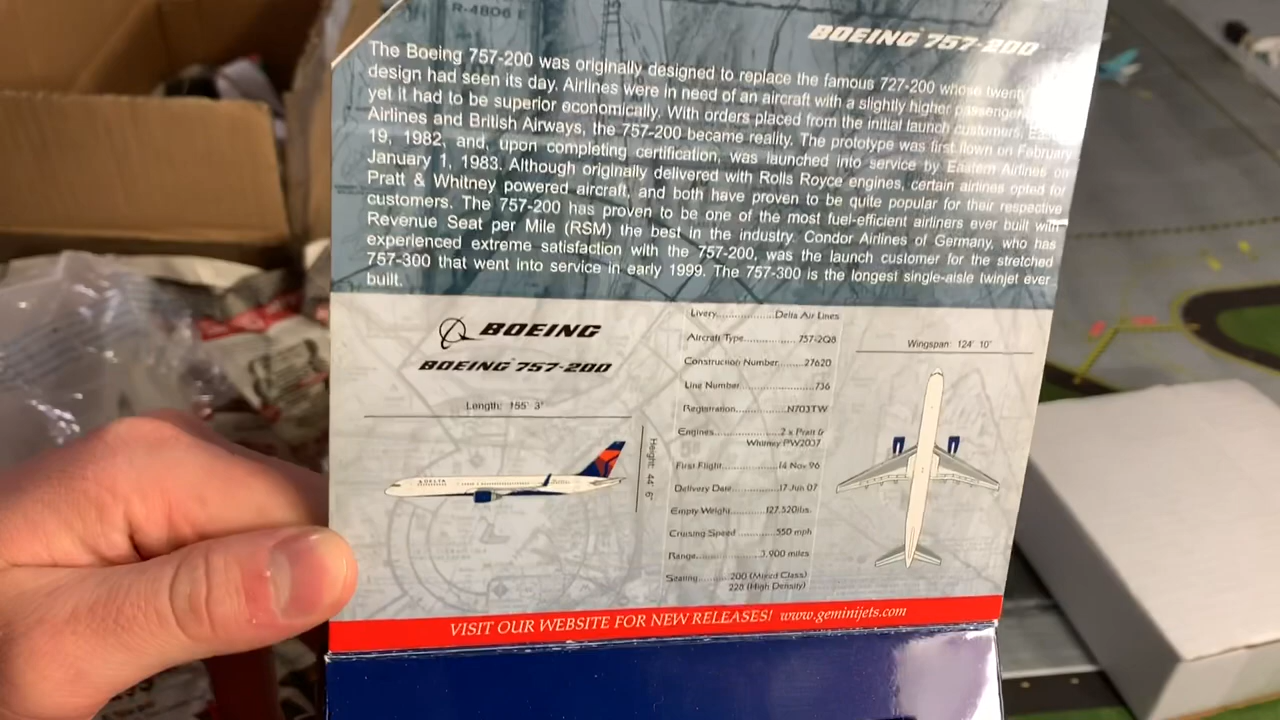 R-4806 E
BOEING 757-200
The Boeing 757-200 was originally designed to replace the famous 727-200 whose twenty
design had seen its day. Airlines were in need of an aircraft with a slightly higher passenger
yet it had to be superior economically. With orders placed from the initial launch customers,
Airlines and British Airways, the 757-200 became reality. The prototype was first flown on February
19, 1982, and, upon completing certification, was launched into service by Eastern Airlines on
January 1, 1983. Although originally delivered with Rolls Royce engines, certain airlines opted for
Pratt & Whitney powered aircraft, and both have proven to be quite popular for their respective
customers. The 757-200 has proven to be one of the most fuel-efficient airliners ever built with
Revenue Seat per Mile (RSM) the best in the industry. Condor Airlines of Germany, who has
experienced extreme satisfaction with the 757-200, was the launch customer for the stretched
757-300 that went into service in early 1999. The 757-300 is the longest single-aisle twinjet ever
built.
BOEING
BOEING 757-200
Length: 155' 3"
Height: 44' 6"
DELTA
Livery...................Delta Air Lines
Aircraft Type................757-2Q8
Construction Number........27620
Line Number.......................736
Registration................N703TW
Engines....................2 x Pratt &
Whitney PW2037
First Flight...................14 Nov 96
Delivery Date...............17 Jun 07
Empty Weight..........127,520lbs.
Cruising Speed ............550 mph
Range......................3,900 miles
Seating..........200 (Mixed Class)
228 (High Density)
Wingspan: 124' 10"
VISIT OUR WEBSITE FOR NEW RELEASES! www.geminijets.com